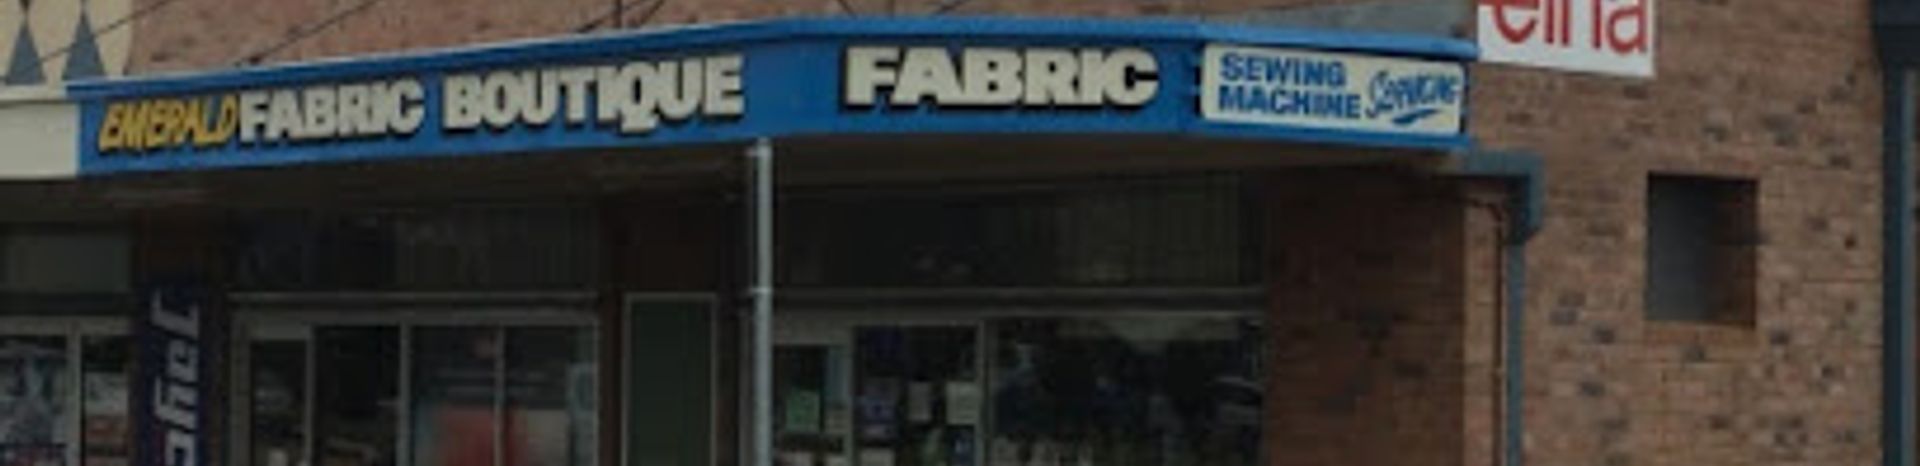 EMERALD FABRIC BOUTIQUE
FABRIC
SEWING
MACHINE Servicing
elna